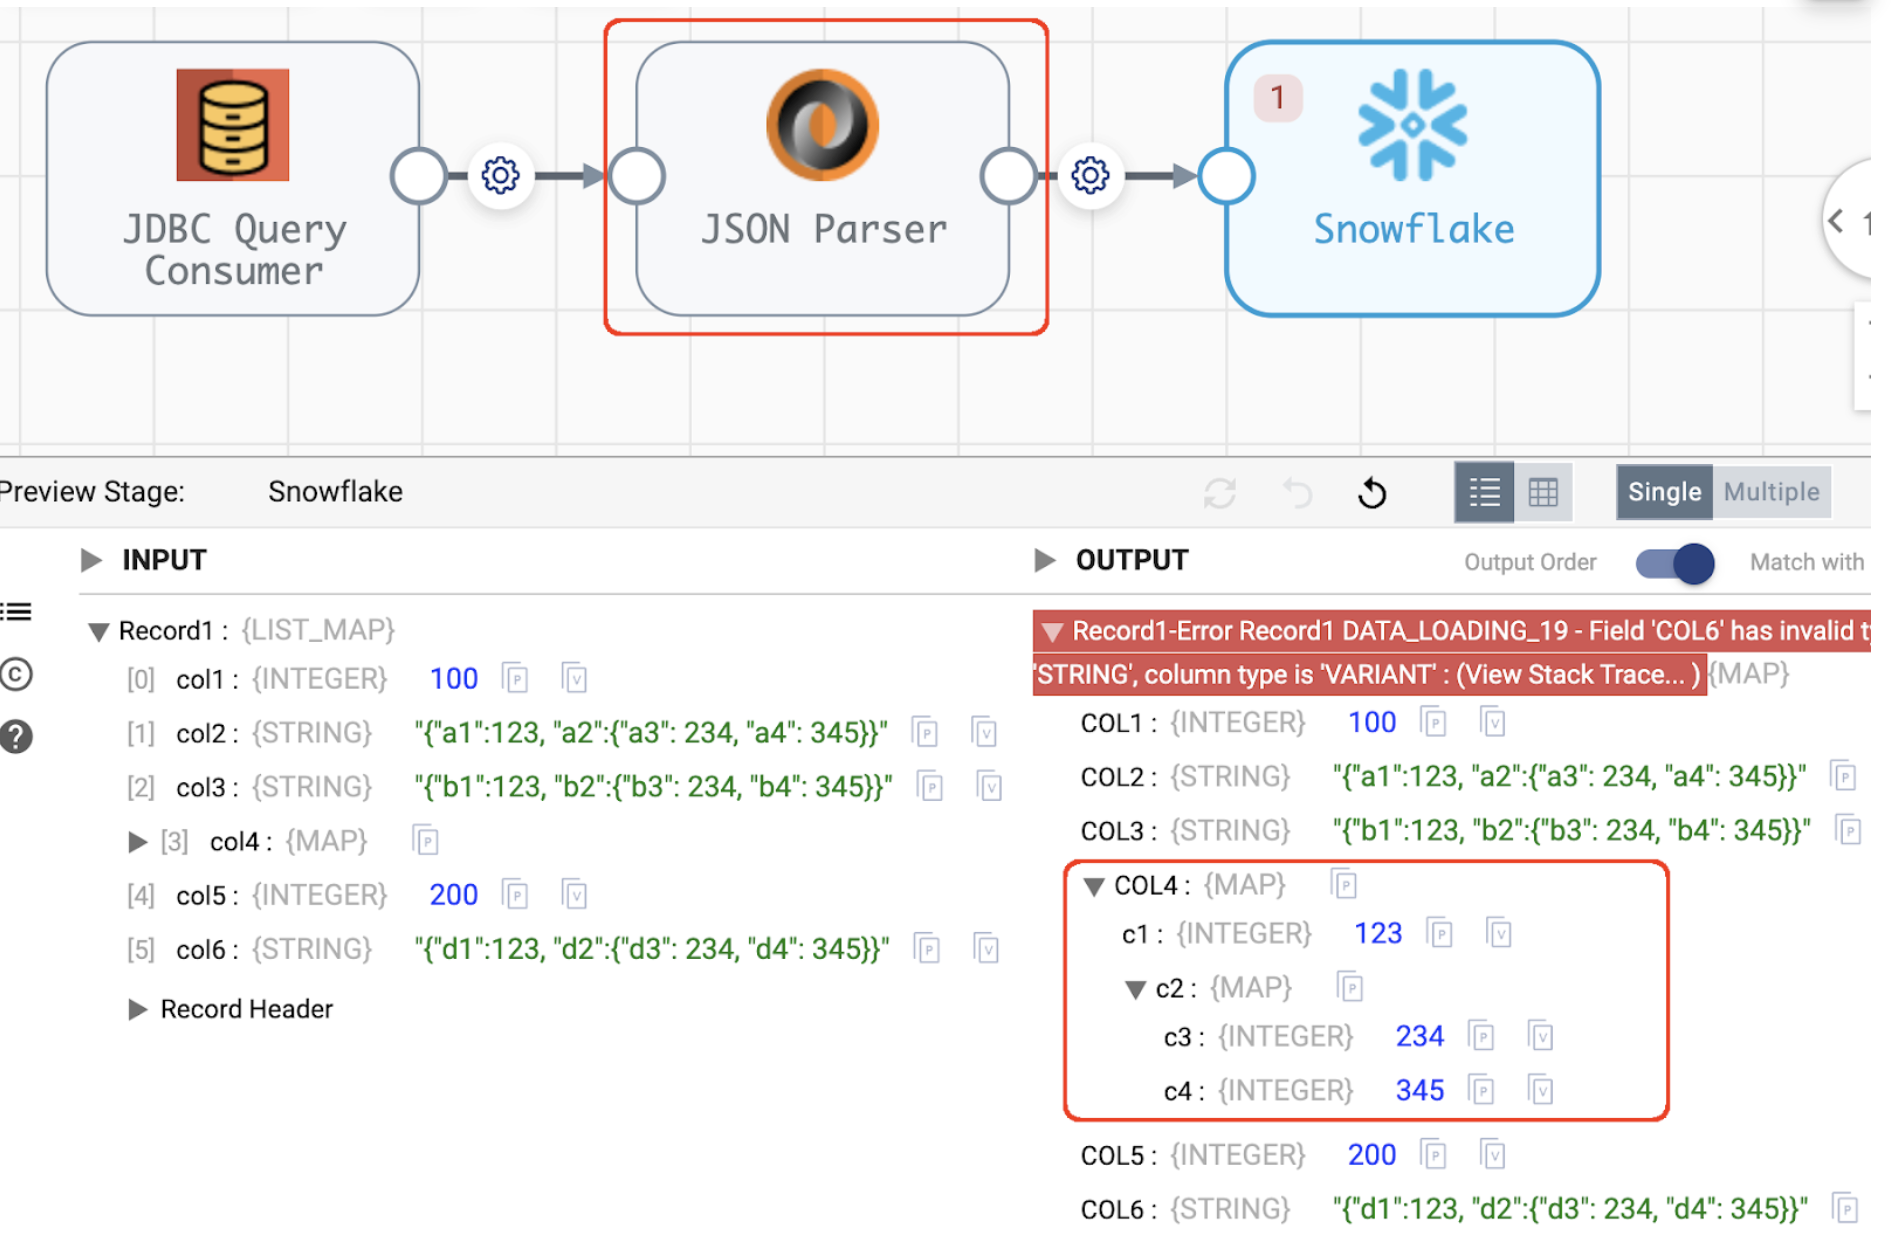 1
JDBC Query
Consumer
JSON Parser
Snowflake
Preview Stage: Snowflake
Single Multiple
INPUT
Record1 : {LIST_MAP}
[0] col1 : {INTEGER} 100
[1] col2 : {STRING} "{"a1":123, "a2":{"a3": 234, "a4": 345}}"
[2] col3 : {STRING} "{"b1":123, "b2":{"b3": 234, "b4": 345}}"
[3] col4 : {MAP}
[4] col5 : {INTEGER} 200
[5] col6 : {STRING} "{"d1":123, "d2":{"d3": 234, "d4": 345}}"
Record Header
OUTPUT Output Order Match with
Record1-Error Record1 DATA_LOADING_19 - Field 'COL6' has invalid
'STRING', column type is 'VARIANT' : (View Stack Trace... ) {MAP}
COL1 : {INTEGER} 100
COL2 : {STRING} "{"a1":123, "a2":{"a3": 234, "a4": 345}}"
COL3 : {STRING} "{"b1":123, "b2":{"b3": 234, "b4": 345}}"
COL4 : {MAP}
c1 : {INTEGER} 123
c2 : {MAP}
c3 : {INTEGER} 234
c4 : {INTEGER} 345
COL5 : {INTEGER} 200
COL6 : {STRING} "{"d1":123, "d2":{"d3": 234, "d4": 345}}"